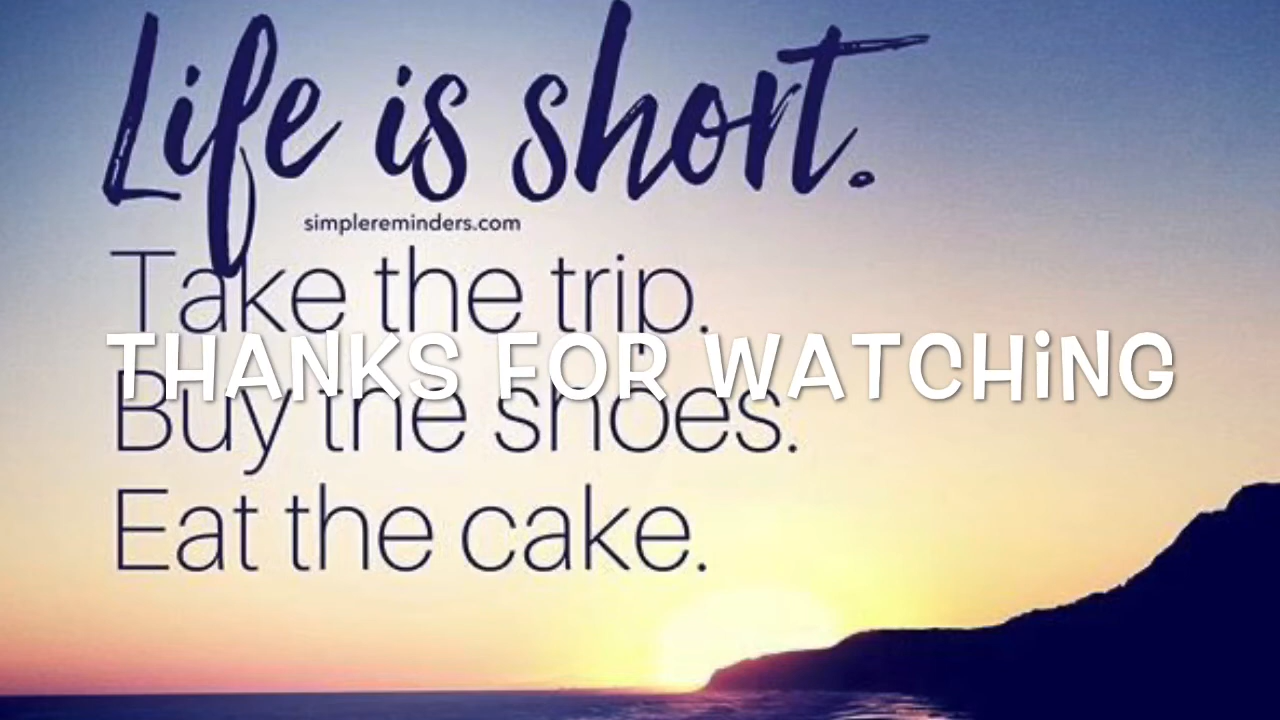 Life is short.
simplereminders.com
Take the trip.
THANKS FOR WATCHING
Buy the shoes.
Eat the cake.